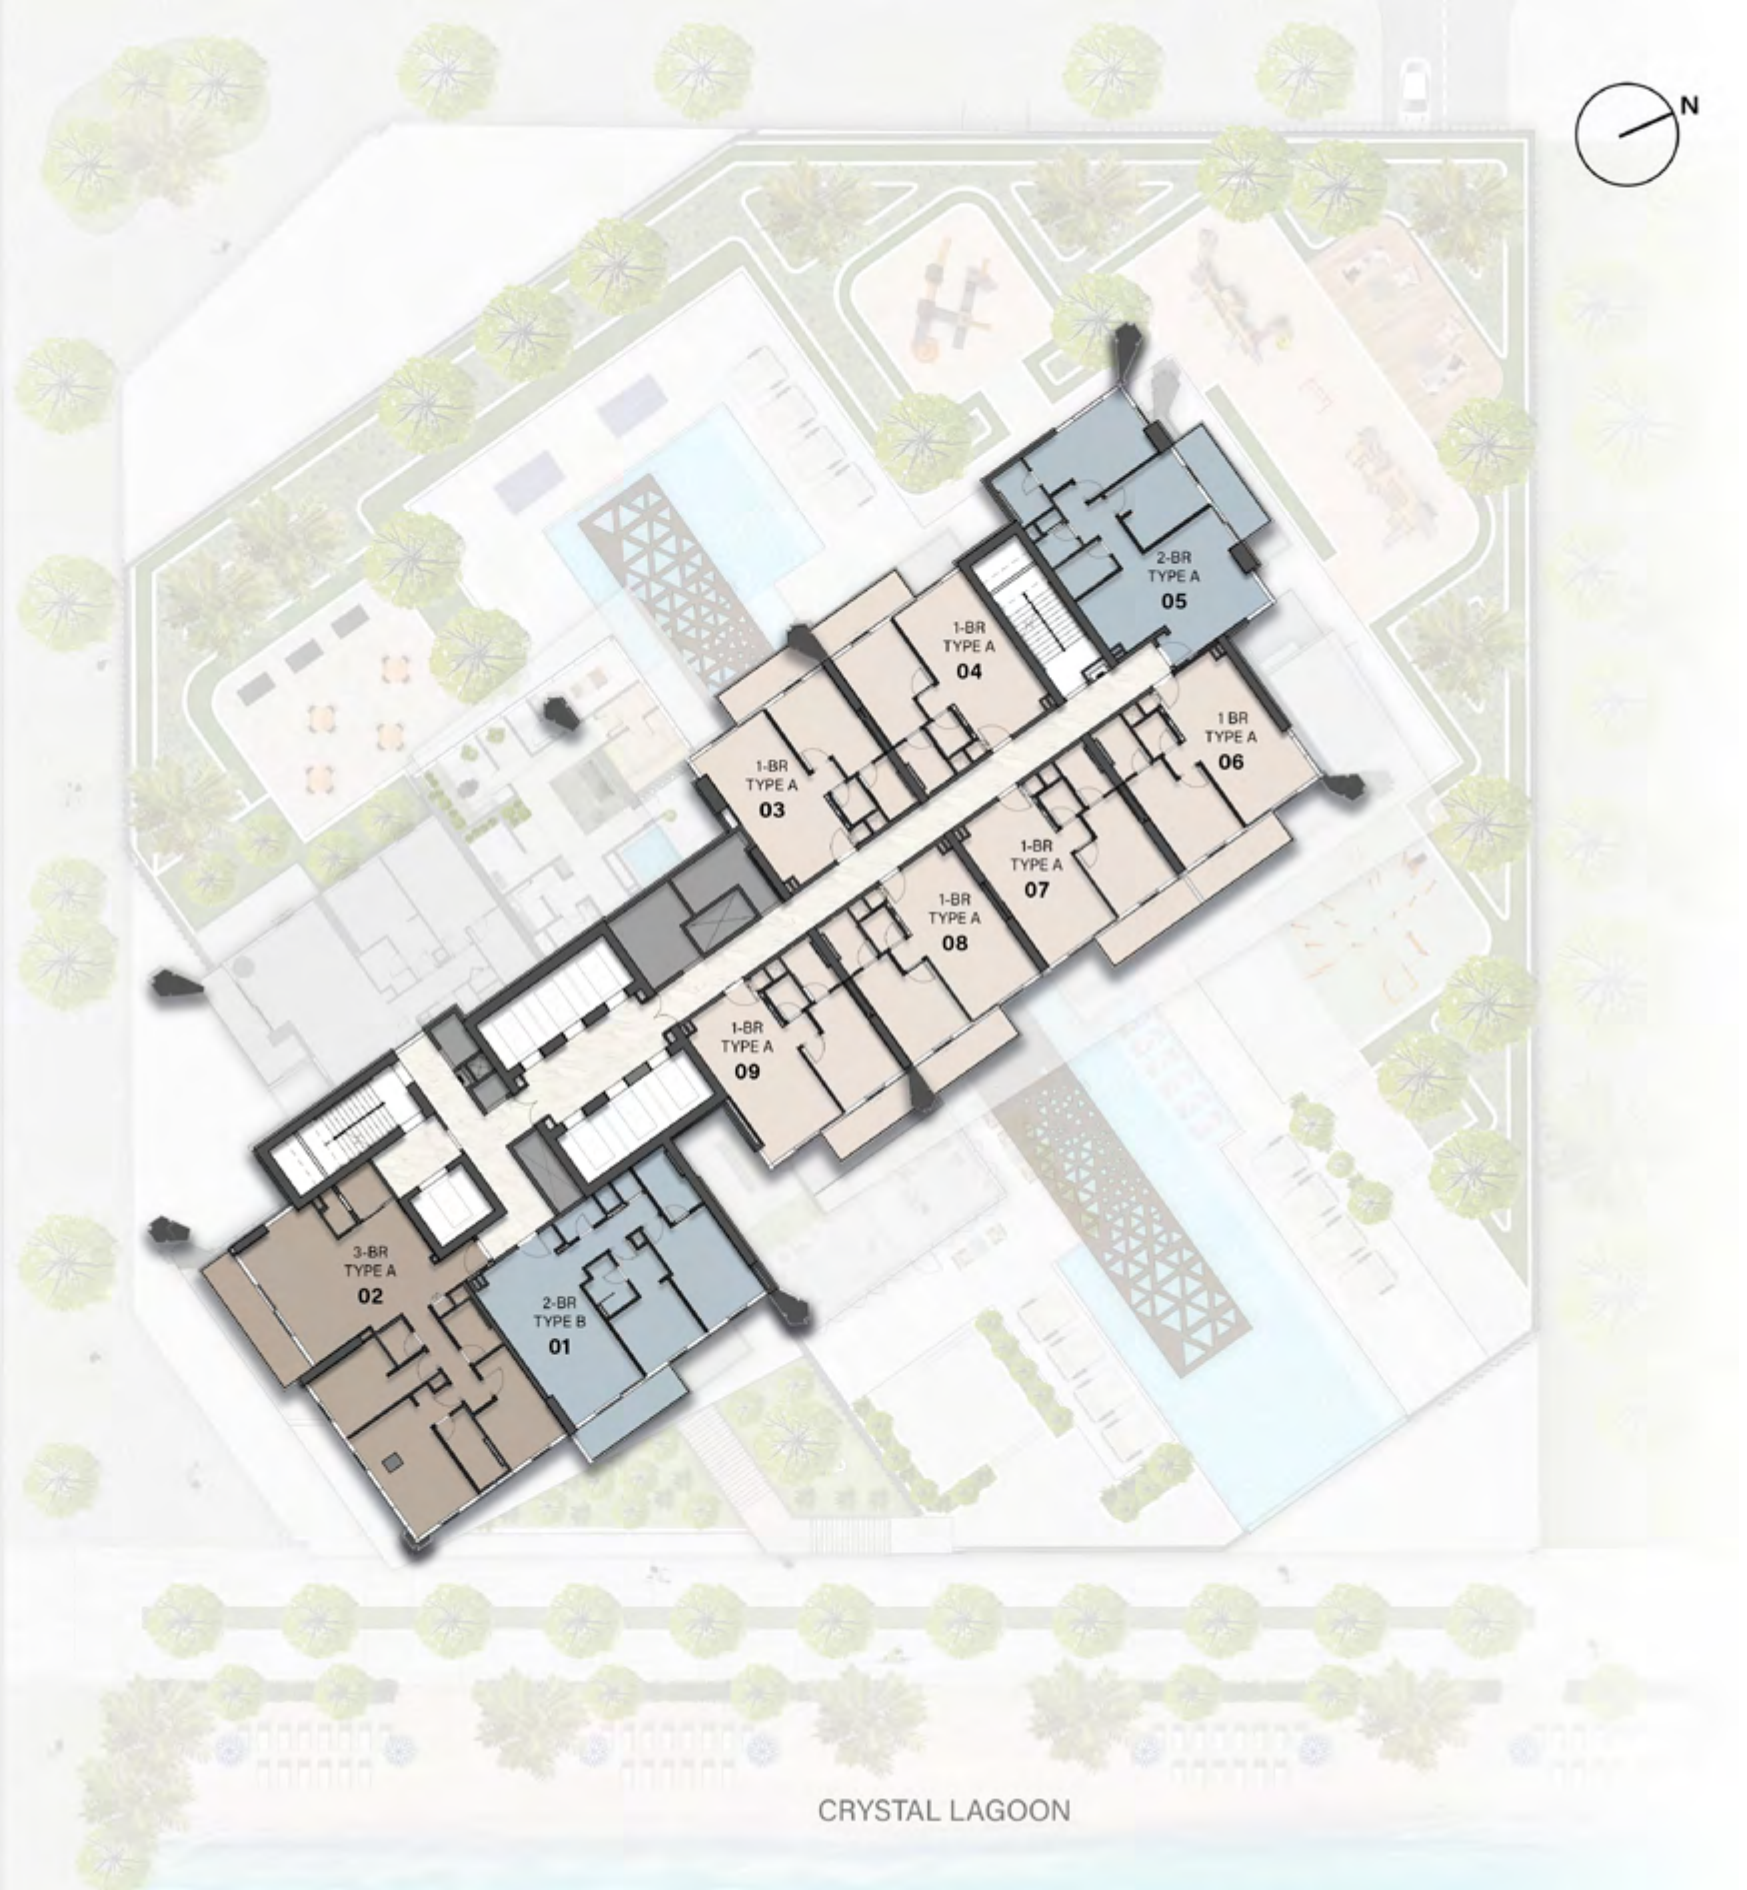 N
2-BR
TYPE A
05
1-BR
TYPE A
04
1 BR
TYPE A
06
1-BR
TYPE A
03
1-BR
TYPE A
07
1-BR
TYPE A
08
1-BR
TYPE A
09
3-BR
TYPE A
02
2-BR
TYPE B
01
CRYSTAL LAGOON